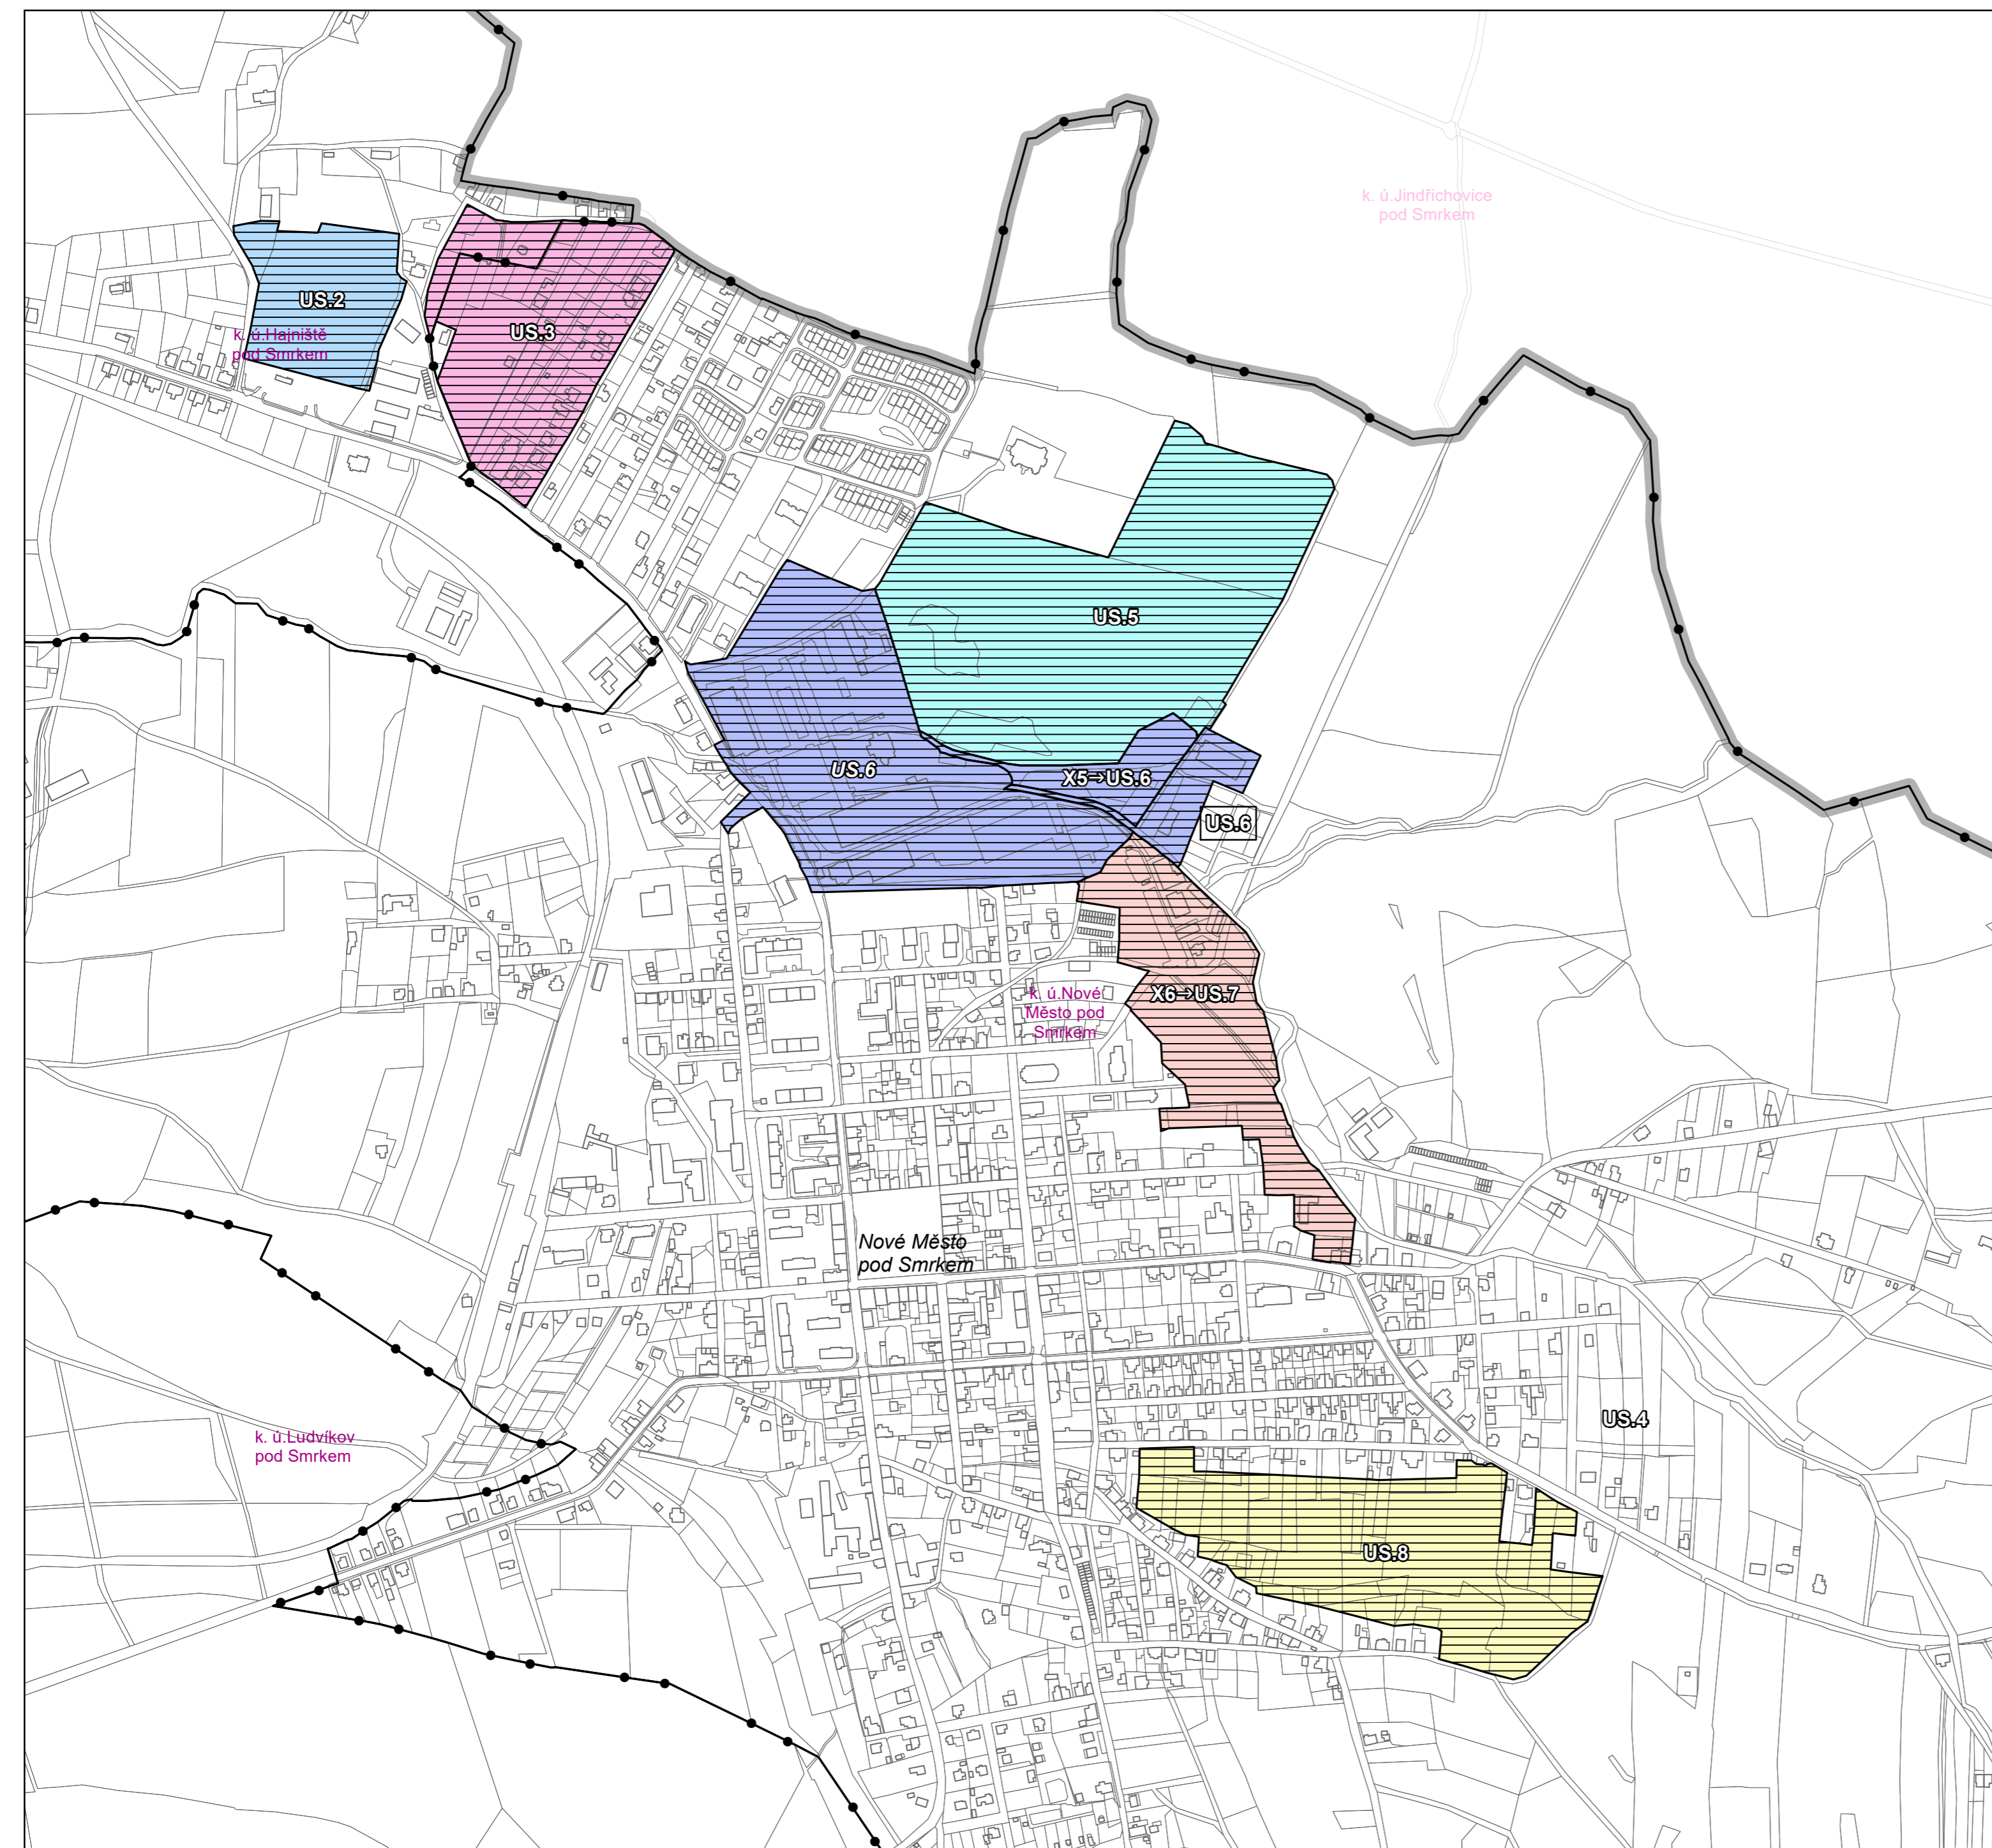 k. ú.Jindřichovice
pod Smrkem
US.2
k. ú.Hajniště
pod Smrkem
US.3
US.5
US.6
X5→US.6
US.6
X6→US.7
k. ú.Nové
Město pod
Smrkem
Nové Město
pod Smrkem
US.4
k. ú.Ludvíkov
pod Smrkem
US.8